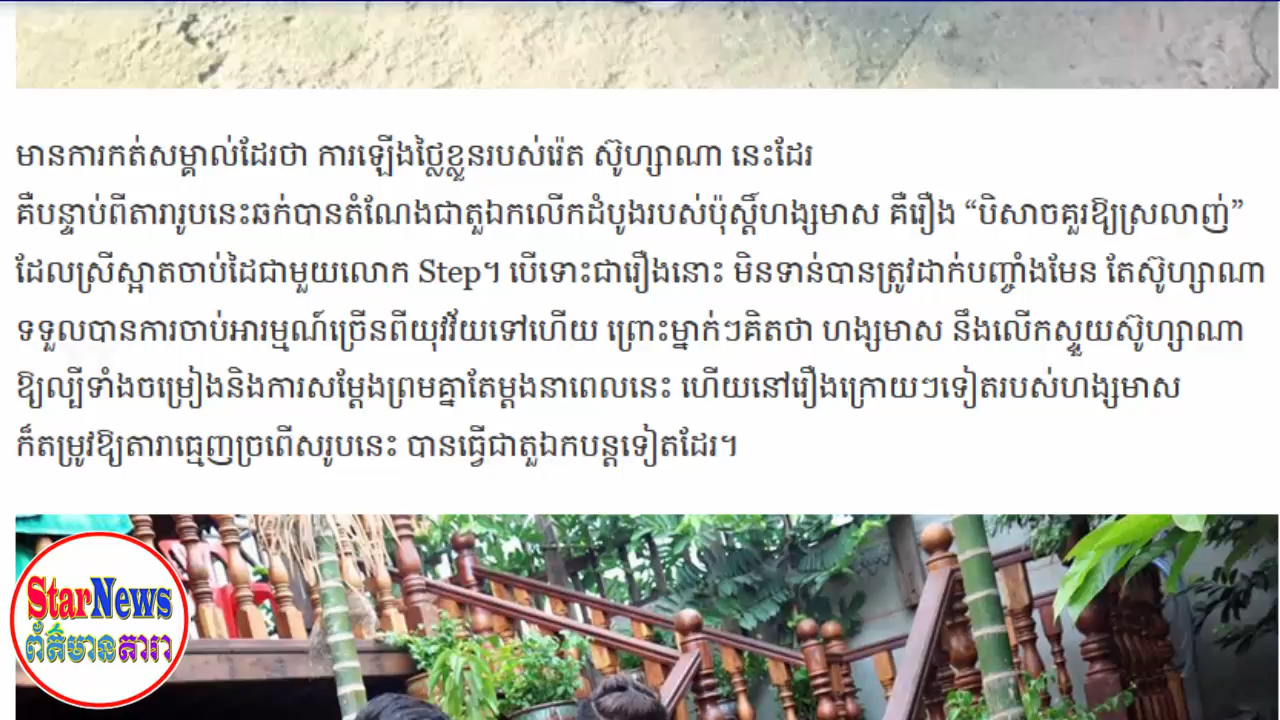 មានការកត់សម្គាល់ដែរថា ការឡើងថ្លៃខ្លួនរបស់រ៉េត ស៊ូហ្សាណា នេះដែរ
គឺបន្ទាប់ពីតារារូបនេះឆក់បានតំណែងជាតួឯកលើកដំបូងរបស់ប៉ុស្តិ៍ហង្សមាស គឺរឿង “បិសាចគួរឱ្យស្រលាញ់”
ដែលស្រីស្អាតចាប់ដៃជាមួយលោក Step។ បើទោះជារឿងនោះ មិនទាន់បានត្រូវដាក់បញ្ចាំងមែន តែស៊ូហ្សាណា
ទទួលបានការចាប់អារម្មណ៍ច្រើនពីយុវវ័យទៅហើយ ព្រោះម្នាក់ៗគិតថា ហង្សមាស នឹងលើកស្ទួយស៊ូហ្សាណា
ឱ្យល្បីទាំងចម្រៀងនិងការសម្តែងព្រមគ្នាតែម្តងនាពេលនេះ ហើយនៅរឿងក្រោយៗទៀតរបស់ហង្សមាស
ក៏តម្រូវឱ្យតារាធ្មេញច្រពើសរូបនេះ បានធ្វើជាតួឯកបន្តទៀតដែរ។
StarNews
ព័ត៌មានតារា